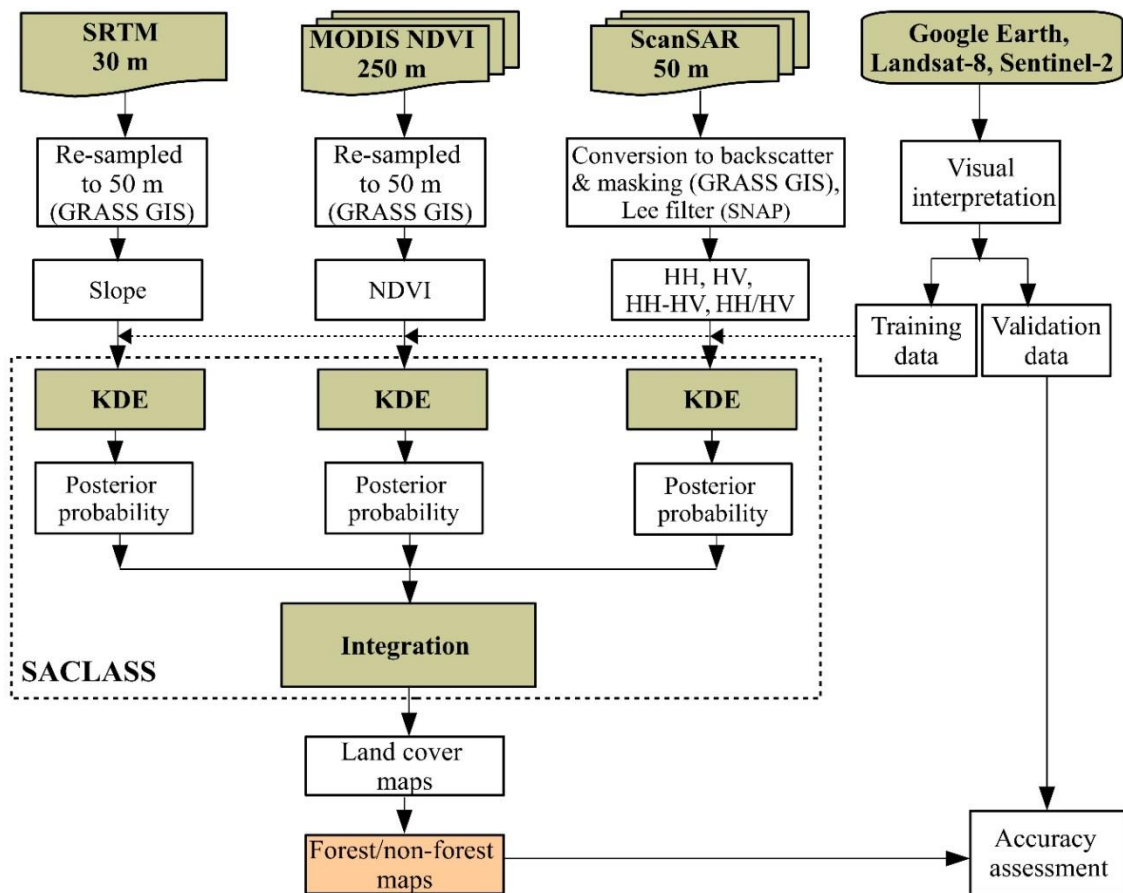 SRTM
30 m
MODIS NDVI
250 m
ScanSAR
50 m
Google Earth,
Landsat-8, Sentinel-2
Re-sampled
to 50 m
(GRASS GIS)
Re-sampled
to 50 m
(GRASS GIS)
Conversion to backscatter
& masking (GRASS GIS),
Lee filter (SNAP)
Visual
interpretation
Slope
NDVI
HH, HV,
HH-HV, HH/HV
Training
data
Validation
data
KDE
KDE
KDE
Posterior
probability
Posterior
probability
Posterior
probability
Integration
SACLASS
Land cover
maps
Forest/non-forest
maps
Accuracy
assessment